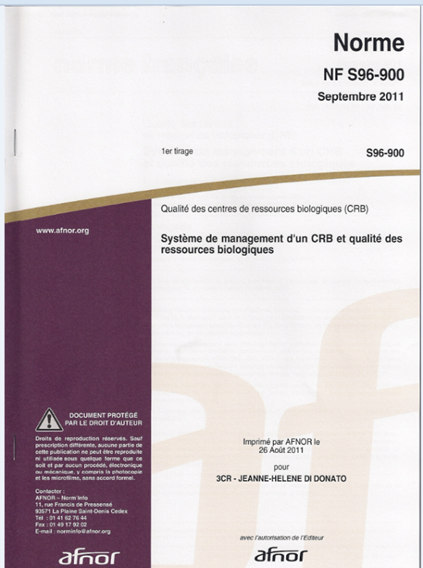 Norme
NF S96-900
Septembre 2011
1er tirage
S96-900
Qualité des centres de ressources biologiques (CRB)
www.afnor.org
Système de management d'un CRB et qualité des
ressources biologiques
DOCUMENT PROTÉGÉ
PAR LE DROIT D'AUTEUR
Droits de reproduction réservés. Sauf
prescription différente, aucune partie de
cette publication ne peut être reproduite
ni utilisée sous quelque forme que ce
soit et par aucun procédé, électronique
ou mécanique, y compris la photocopie
et les microfilms, sans accord formel.
Contacter :
AFNOR – Norm'Info
11, rue Francis de Pressensé
93571 La Plaine Saint-Denis Cedex
Tél : 01 41 62 76 44
Fax : 01 49 17 92 02
E-mail : norminfo@afnor.org
afnor
Imprimé par AFNOR le
26 Août 2011
pour
3CR - JEANNE-HELENE DI DONATO
avec l'autorisation de l'Editeur
afnor